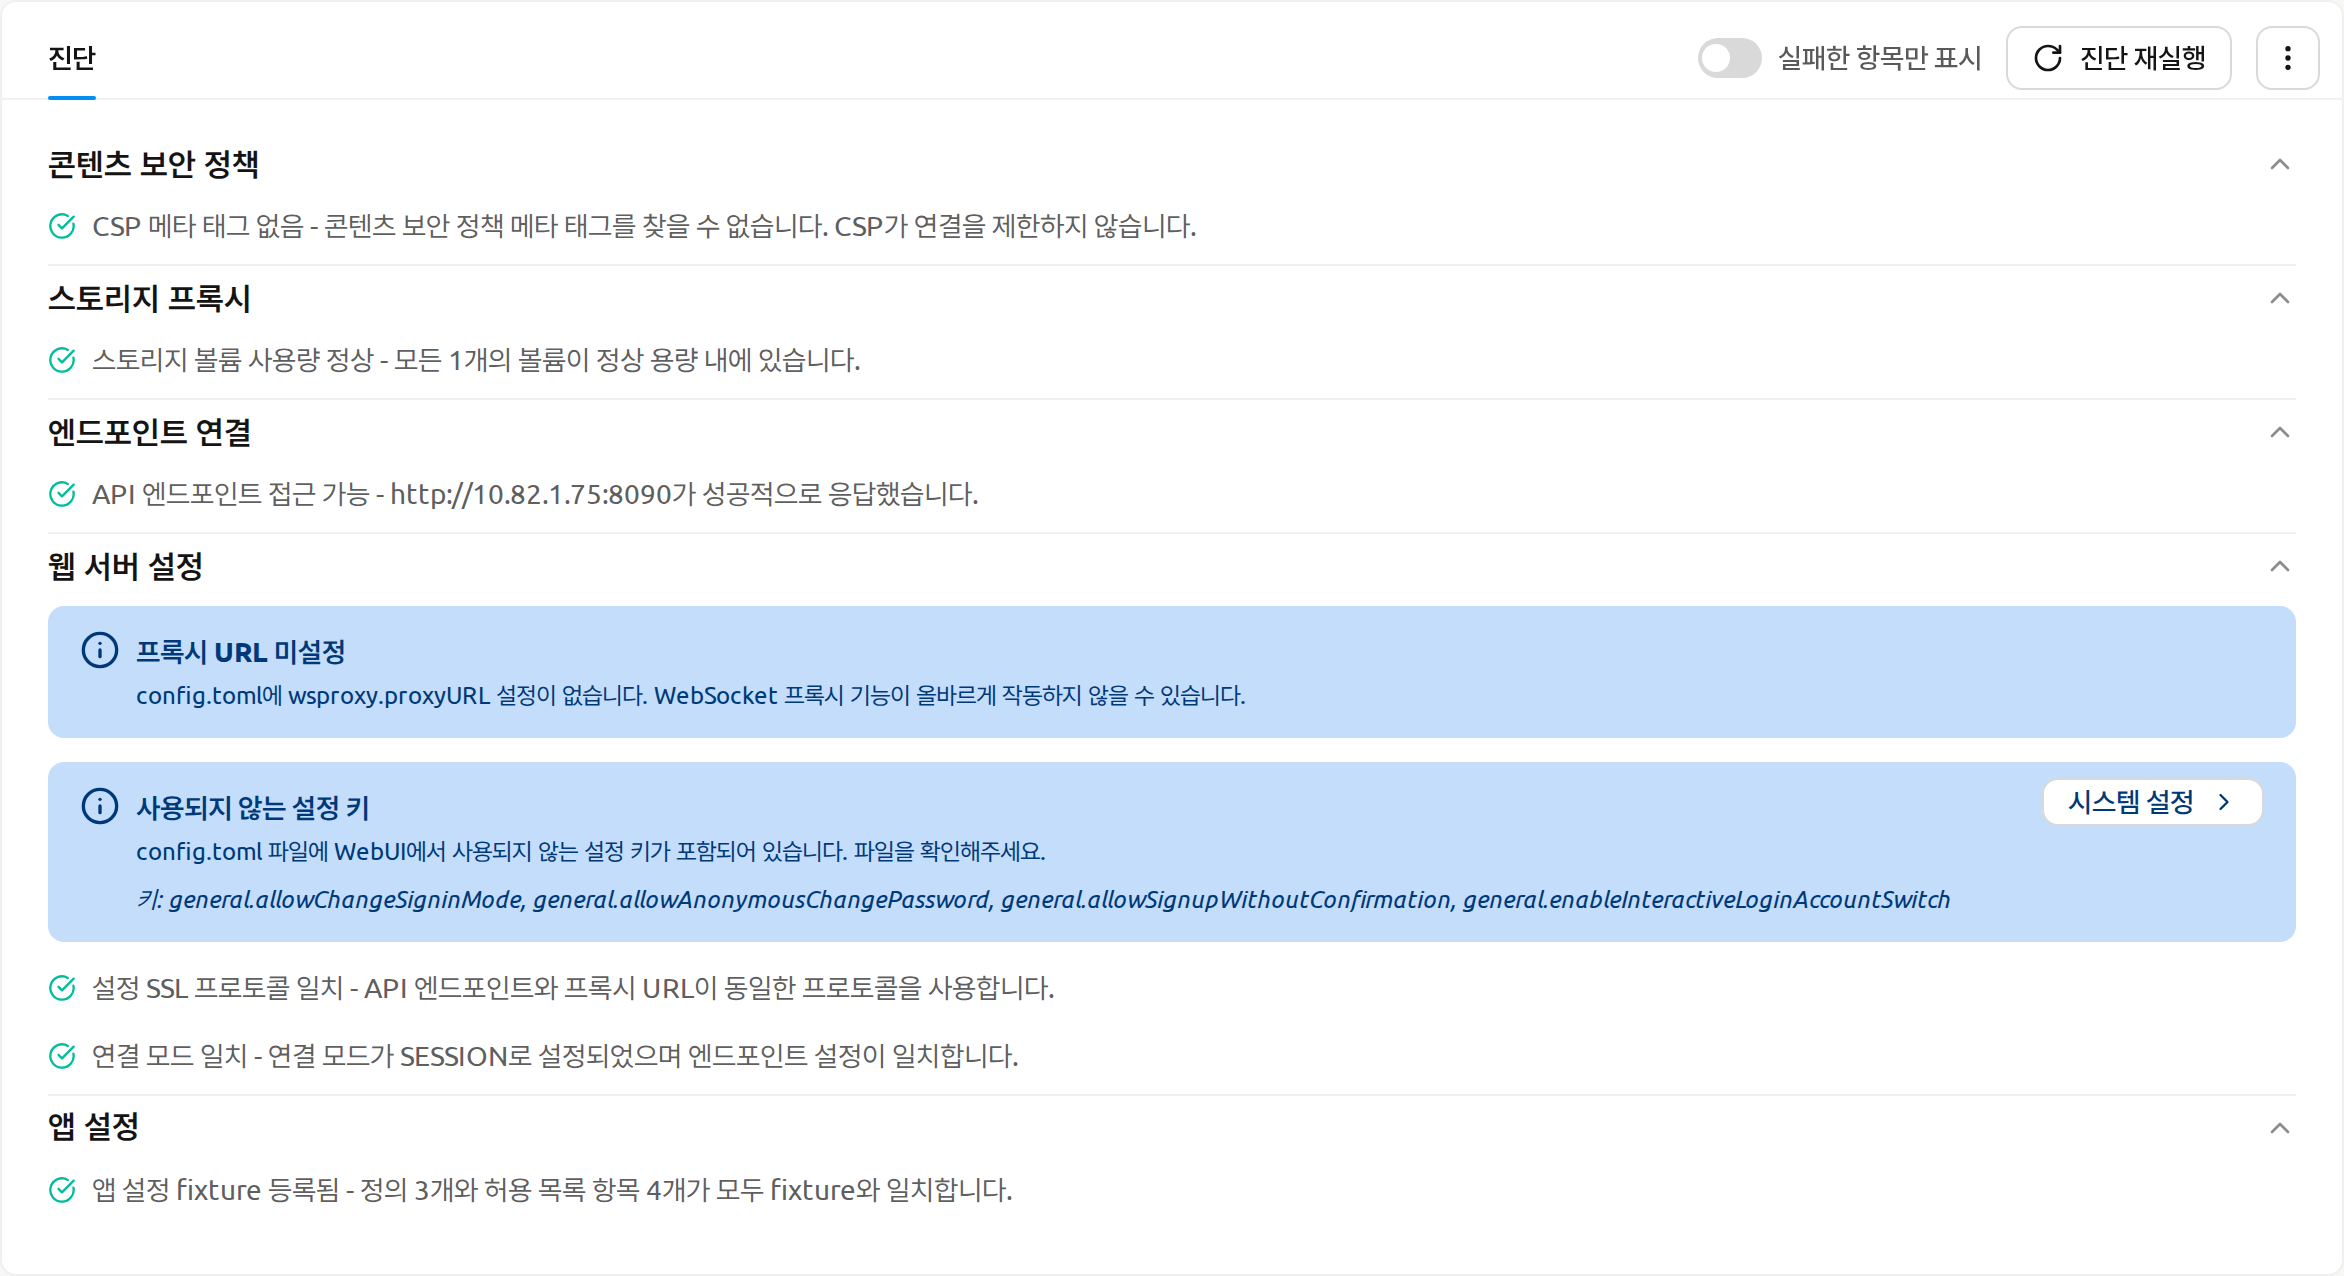 진단
실패한 항목만 표시
진단 재실행
콘텐츠 보안 정책
CSP 메타 태그 없음 - 콘텐츠 보안 정책 메타 태그를 찾을 수 없습니다. CSP가 연결을 제한하지 않습니다.
스토리지 프록시
스토리지 볼륨 사용량 정상 - 모든 1개의 볼륨이 정상 용량 내에 있습니다.
엔드포인트 연결
API 엔드포인트 접근 가능 - http://10.82.1.75:8090가 성공적으로 응답했습니다.
웹 서버 설정
프록시 URL 미설정
config.toml에 wsproxy.proxyURL 설정이 없습니다. WebSocket 프록시 기능이 올바르게 작동하지 않을 수 있습니다.
사용되지 않는 설정 키
시스템 설정
config.toml 파일에 WebUI에서 사용되지 않는 설정 키가 포함되어 있습니다. 파일을 확인해주세요.
키: general.allowChangeSigninMode, general.allowAnonymousChangePassword, general.allowSignupWithoutConfirmation, general.enableInteractiveLoginAccountSwitch
설정 SSL 프로토콜 일치 - API 엔드포인트와 프록시 URL이 동일한 프로토콜을 사용합니다.
연결 모드 일치 - 연결 모드가 SESSION로 설정되었으며 엔드포인트 설정이 일치합니다.
앱 설정
앱 설정 fixture 등록됨 - 정의 3개와 허용 목록 항목 4개가 모두 fixture와 일치합니다.